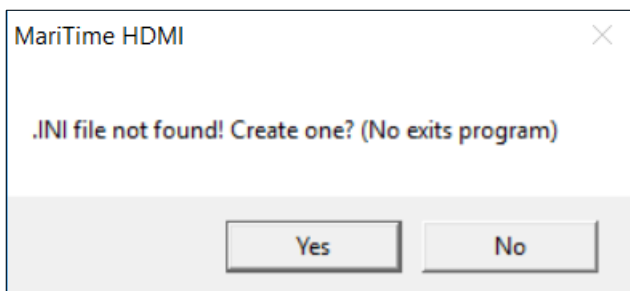 MariTime HDMI
.INI file not found! Create one? (No exits program)
Yes No